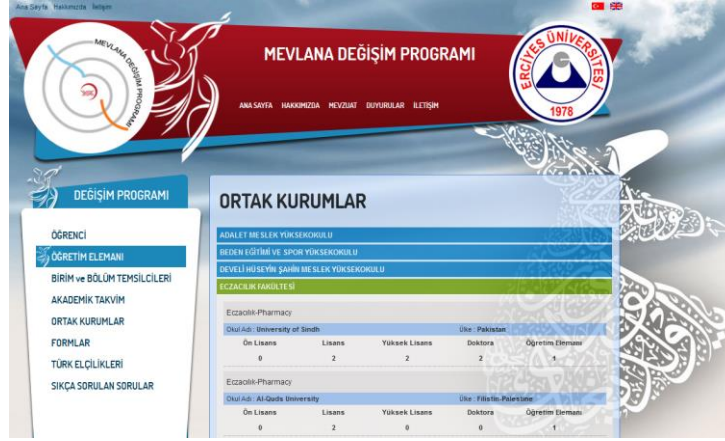 Ana Sayfa Hakkımızda İletişim
MEVLANA DEĞİŞİM PROGRAMI
MEVLANA DEĞİŞİM PROGRAMI
ERCİYES ÜNİVERSİTESİ
1978
ANA SAYFA HAKKIMIZDA MEVZUAT DUYURULAR İLETİŞİM
DEĞİŞİM PROGRAMI
ÖĞRENCİ
ÖĞRETİM ELEMANI
BİRİM ve BÖLÜM TEMSİLCİLERİ
AKADEMİK TAKVİM
ORTAK KURUMLAR
FORMLAR
TÜRK ELÇİLİKLERİ
SIKÇA SORULAN SORULAR
ORTAK KURUMLAR
ADALET MESLEK YÜKSEKOKULU
BEDEN EĞİTİMİ VE SPOR YÜKSEKOKULU
DEVELİ HÜSEYİN ŞAHİN MESLEK YÜKSEKOKULU
ECZACILIK FAKÜLTESİ
Eczacılık-Pharmacy
Okul Adı : University of Sindh Ülke : Pakistan
Ön Lisans Lisans Yüksek Lisans Doktora Öğretim Elemanı
0 2 2 2 1
Eczacılık-Pharmacy
Okul Adı : Al-Quds University Ülke : Filistin-Palestine
Ön Lisans Lisans Yüksek Lisans Doktora Öğretim Elemanı
0 2 0 0 1